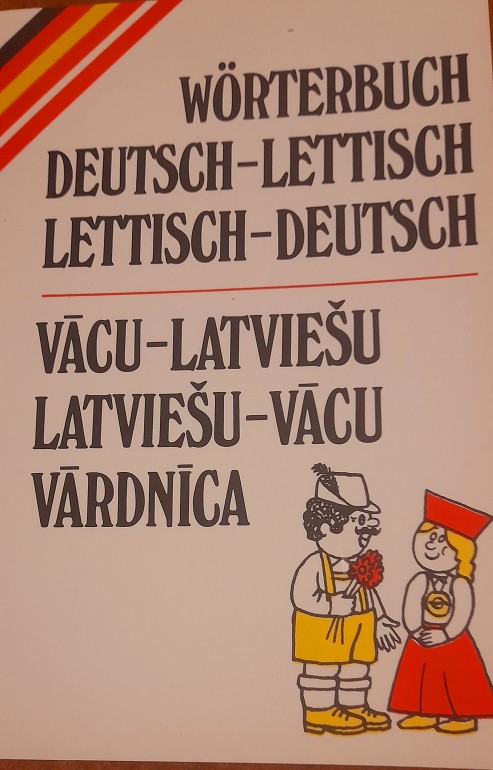 WÖRTERBUCH
DEUTSCH–LETTISCH
LETTISCH–DEUTSCH
VĀCU–LATVIEŠU
LATVIEŠU–VĀCU
VĀRDNĪCA